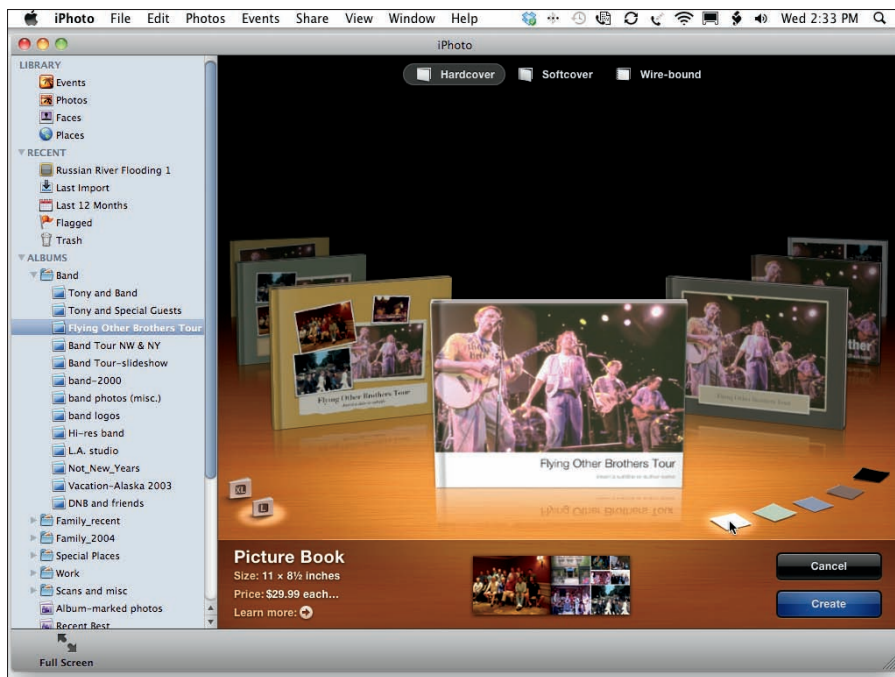 iPhoto File Edit Photos Events Share View Window Help Wed 2:33 PM
iPhoto
LIBRARY
Events
Photos
Faces
Places
RECENT
Russian River Flooding 1
Last Import
Last 12 Months
Flagged
Trash
ALBUMS
Band
Tony and Band
Tony and Special Guests
Flying Other Brothers Tour
Band Tour NW & NY
Band Tour-slideshow
band-2000
band photos (misc.)
band logos
Hi-res band
L.A. studio
Not_New_Years
Vacation-Alaska 2003
DNB and friends
Family_recent
Family_2004
Special Places
Work
Scans and misc
Album-marked photos
Recent Best
Full Screen
Hardcover Softcover Wire-bound
Flying Other Brothers Tour
Flying Other Brothers Tour
Flying Other Brothers Tour
XL
L
Picture Book
Size: 11 × 8½ inches
Price: $29.99 each...
Learn more:
Cancel
Create